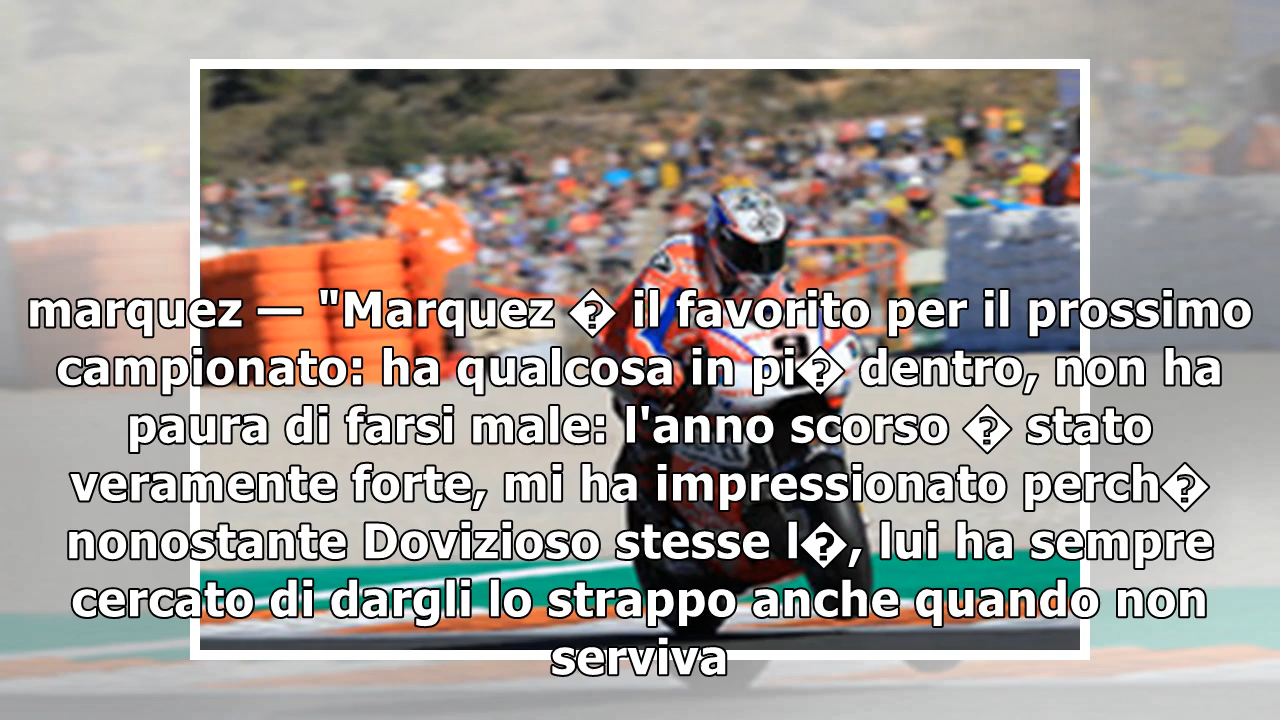 marquez — "Marquez � il favorito per il prossimo
campionato: ha qualcosa in pi� dentro, non ha
paura di farsi male: l'anno scorso � stato
veramente forte, mi ha impressionato perch�
nonostante Dovizioso stesse l�, lui ha sempre
cercato di dargli lo strappo anche quando non
serviva